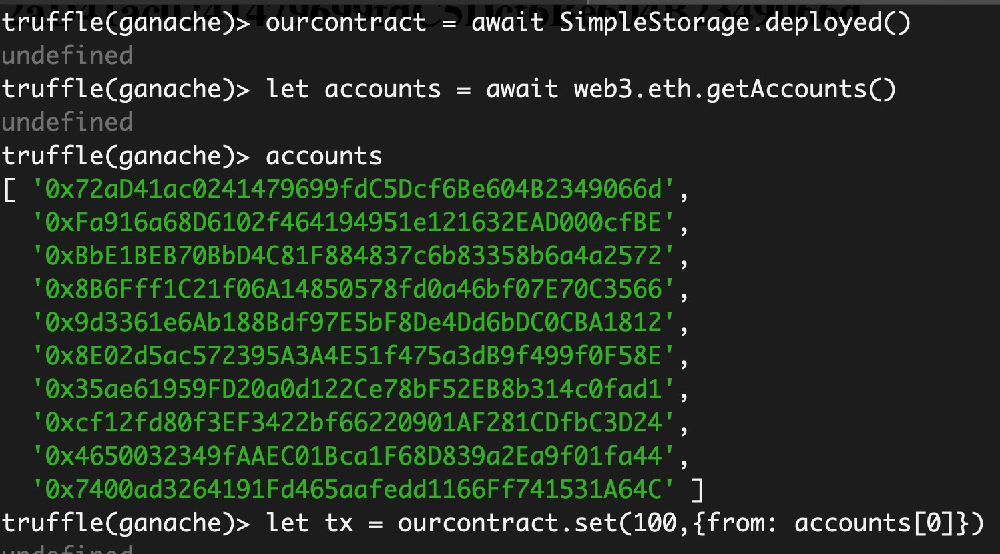 truffle(ganache)> ourcontract = await SimpleStorage.deployed()
undefined
truffle(ganache)> let accounts = await web3.eth.getAccounts()
undefined
truffle(ganache)> accounts
[ '0x72aD41ac0241479699fdC5Dcf6Be604B2349066d',
'0xFa916a68D6102f464194951e121632EAD000cfBE',
'0xBbE1BEB70BbD4C81F884837c6b83358b6a4a2572',
'0x8B6Fff1C21f06A14850578fd0a46bf07E70C3566',
'0x9d3361e6Ab188Bdf97E5bF8De4Dd6bDC0CBA1812',
'0x8E02d5ac572395A3A4E51f475a3dB9f499f0F58E',
'0x35ae61959FD20a0d122Ce78bF52EB8b314c0fad1',
'0xcf12fd80f3EF3422bf66220901AF281CDfbC3D24',
'0x4650032349fAAEC01Bca1F68D839a2Ea9f01fa44',
'0x7400ad3264191Fd465aafedd1166Ff741531A64C' ]
truffle(ganache)> let tx = ourcontract.set(100,{from: accounts[0]})
undefined